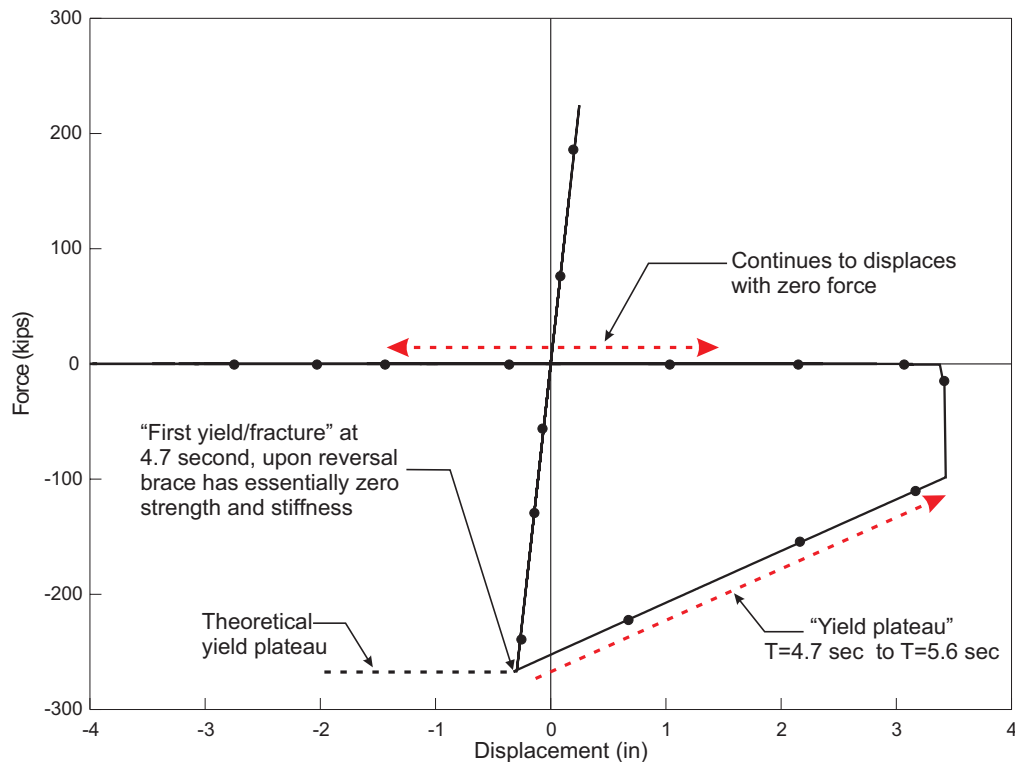 300
200
100
0
-100
-200
-300
Force (kips)
Continues to displaces
with zero force
“First yield/fracture” at
4.7 second, upon reversal
brace has essentially zero
strength and stiffness
Theoretical
yield plateau
“Yield plateau”
T=4.7 sec to T=5.6 sec
-4 -3 -2 -1 0 1 2 3 4
Displacement (in)